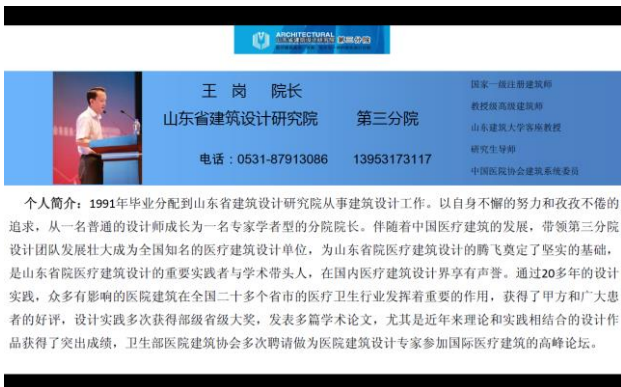 ARCHITECTURAL
山东省建筑设计研究院 第三分院
王 岗 院长
山东省建筑设计研究院 第三分院
电话：0531-87913086 13953173117
国家一级注册建筑师
教授级高级建筑师
山东建筑大学客座教授
研究生导师
中国医院协会建筑系统委员
个人简介：1991年毕业分配到山东省建筑设计研究院从事建筑设计工作。以自身不懈的努力和孜孜不倦的
追求，从一名普通的设计师成长为一名专家学者型的分院院长。伴随着中国医疗建筑的发展，带领第三分院
设计团队发展壮大成为全国知名的医疗建筑设计单位，为山东省院医疗建筑设计的腾飞奠定了坚实的基础，
是山东省院医疗建筑设计的重要实践者与学术带头人，在国内医疗建筑设计界享有声誉。通过20多年的设计
实践，众多有影响的医院建筑在全国二十多个省市的医疗卫生行业发挥着重要的作用，获得了甲方和广大患
者的好评，设计实践多次获得部级省级大奖，发表多篇学术论文，尤其是近年来理论和实践相结合的设计作
品获得了突出成绩，卫生部医院建筑协会多次聘请做为医院建筑设计专家参加国际医疗建筑的高峰论坛。